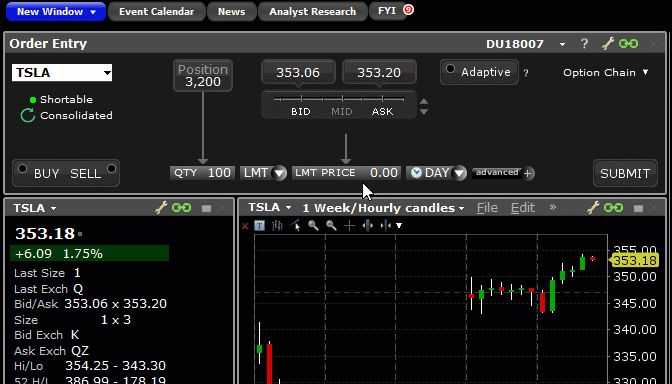 New Window Event Calendar News Analyst Research FYI
Order Entry DU18007 ?
TSLA Position 3,200 353.06 353.20 Adaptive ? Option Chain
Shortable
Consolidated
BID MID ASK
BUY SELL QTY 100 LMT LMT PRICE 0.00 DAY advanced + SUBMIT
TSLA
353.18
+6.09 1.75%
Last Size 1
Last Exch Q
Bid/Ask 353.06 x 353.20
Size 1 x 3
Bid Exch K
Ask Exch QZ
Hi/Lo 354.25 - 343.30
52 H/L 386.99 - 178.19
TSLA 1 Week/Hourly candles File Edit »
355.00
353.18
350.00
345.00
340.00
335.00
330.00